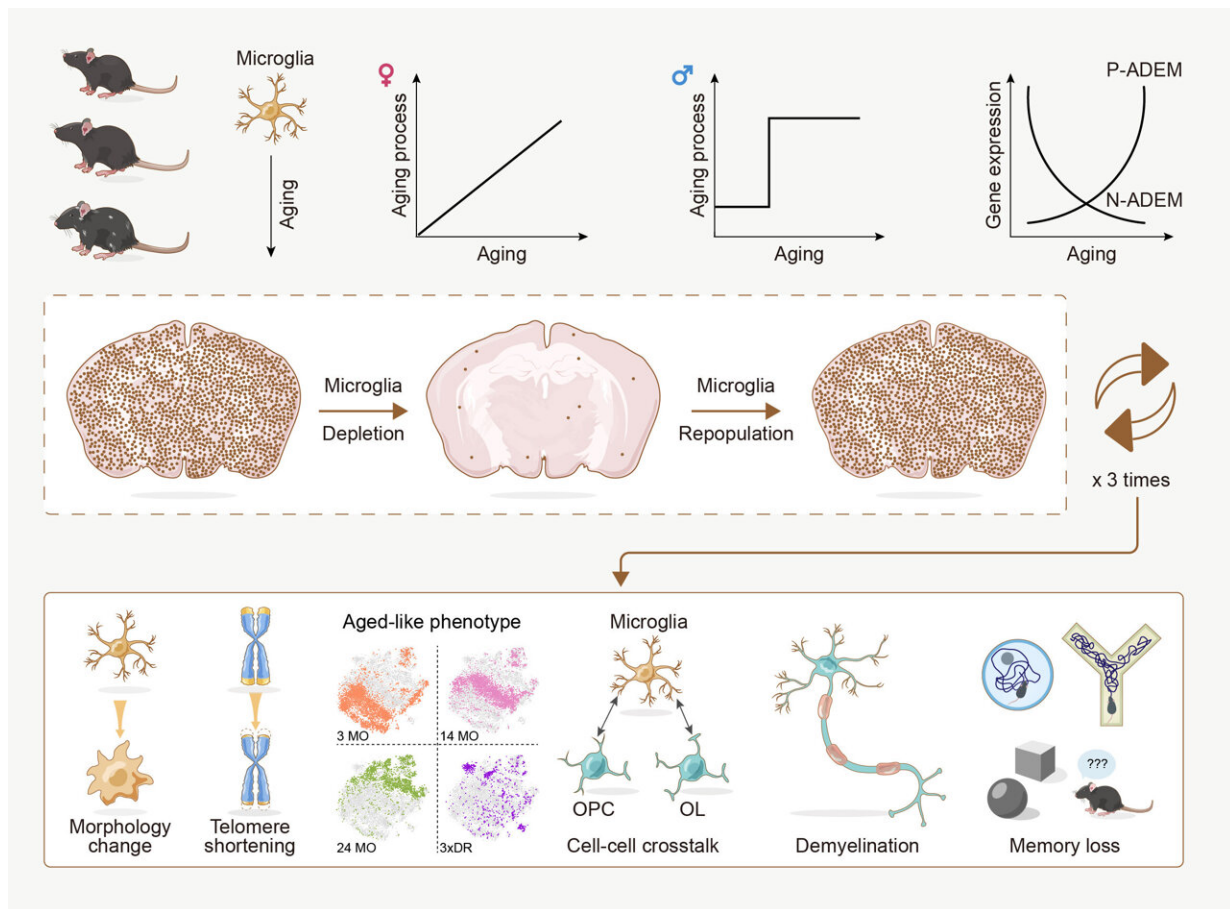 Microglia
Aging
♀
Aging process
Aging
♂
Aging process
Aging
Gene expression
P-ADEM
N-ADEM
Aging
Microglia
Depletion
Microglia
Repopulation
x 3 times
Morphology
change
Telomere
shortening
Aged-like phenotype
3 MO
14 MO
24 MO
3xDR
Microglia
OPC
OL
Cell-cell crosstalk
Demyelination
???
Memory loss